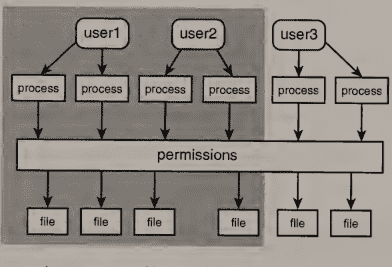 user1 user2 user3
process process process process process process
permissions
file file file file file file